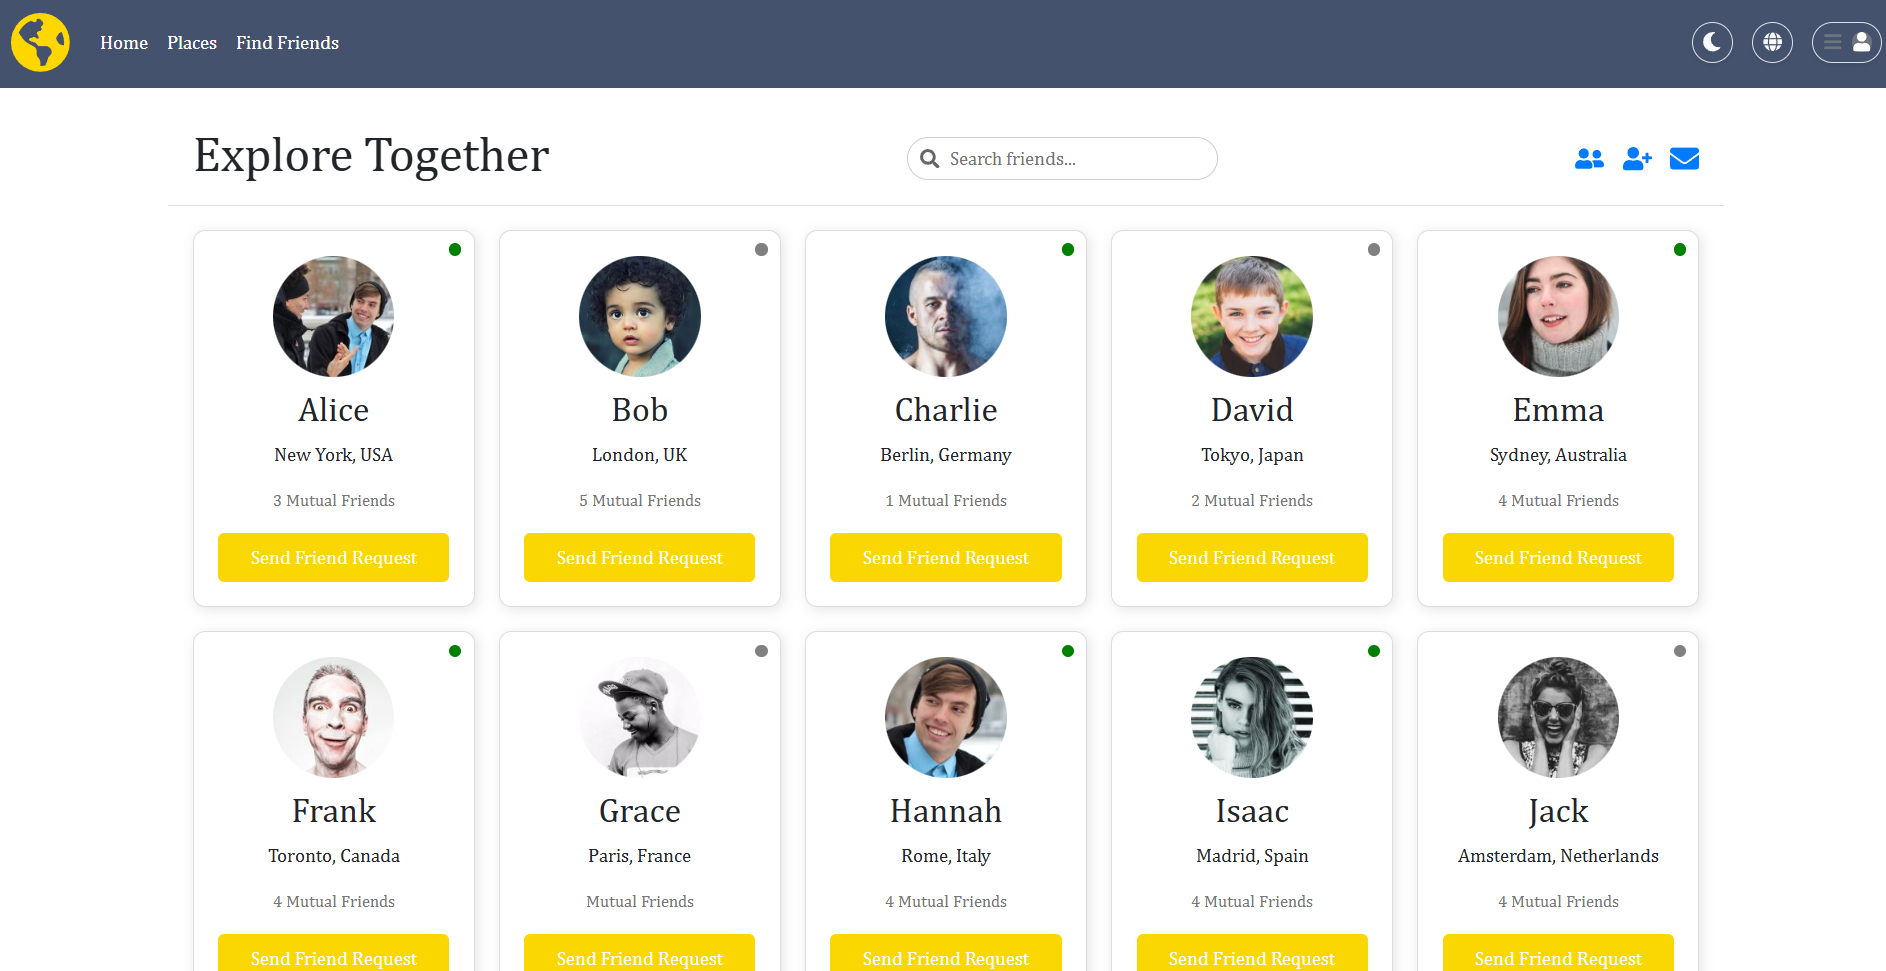 Home Places Find Friends
Explore Together
Search friends...
Alice
New York, USA
3 Mutual Friends
Send Friend Request
Bob
London, UK
5 Mutual Friends
Send Friend Request
Charlie
Berlin, Germany
1 Mutual Friends
Send Friend Request
David
Tokyo, Japan
2 Mutual Friends
Send Friend Request
Emma
Sydney, Australia
4 Mutual Friends
Send Friend Request
Frank
Toronto, Canada
4 Mutual Friends
Send Friend Request
Grace
Paris, France
Mutual Friends
Send Friend Request
Hannah
Rome, Italy
4 Mutual Friends
Send Friend Request
Isaac
Madrid, Spain
4 Mutual Friends
Send Friend Request
Jack
Amsterdam, Netherlands
4 Mutual Friends
Send Friend Request